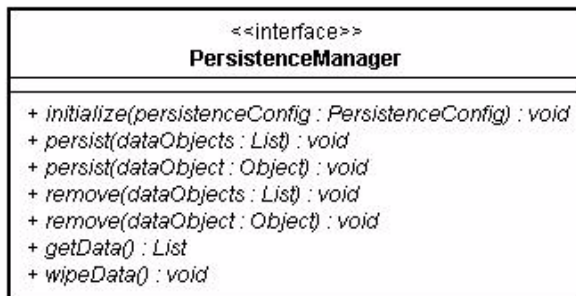 <<interface>>
PersistenceManager
+ initialize(persistenceConfig : PersistenceConfig) : void
+ persist(dataObjects : List) : void
+ persist(dataObject : Object) : void
+ remove(dataObjects : List) : void
+ remove(dataObject : Object) : void
+ getData() : List
+ wipeData() : void